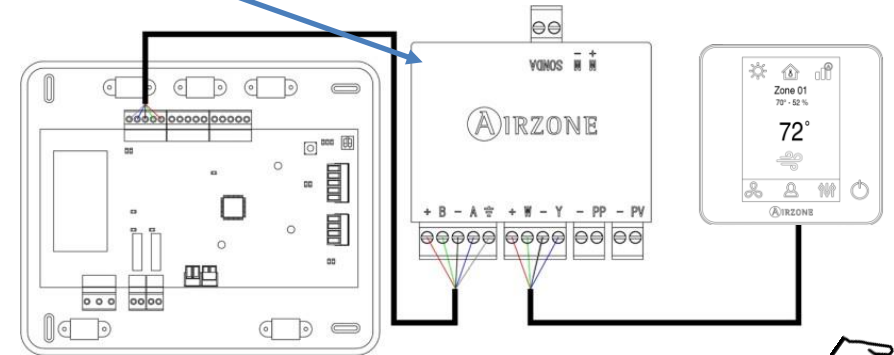 SONDA
M M
- +
AIRZONE
+ B - A
+ W - Y
- PP
- PV
Zone 01
70° - 52 %
72°
AIRZONE